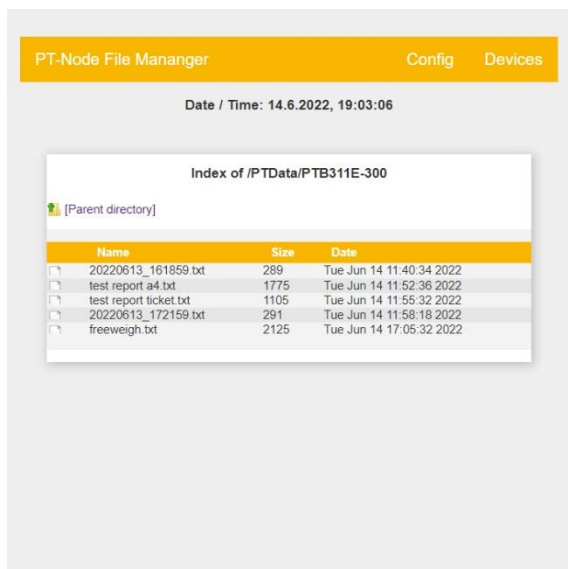 PT-Node File Mananger Config Devices
Date / Time: 14.6.2022, 19:03:06
Index of /PTData/PTB311E-300
[Parent directory]
Name Size Date
20220613_161859.txt 289 Tue Jun 14 11:40:34 2022
test report a4.txt 1775 Tue Jun 14 11:52:36 2022
test report ticket.txt 1105 Tue Jun 14 11:55:32 2022
20220613_172159.txt 291 Tue Jun 14 11:58:18 2022
freeweigh.txt 2125 Tue Jun 14 17:05:32 2022